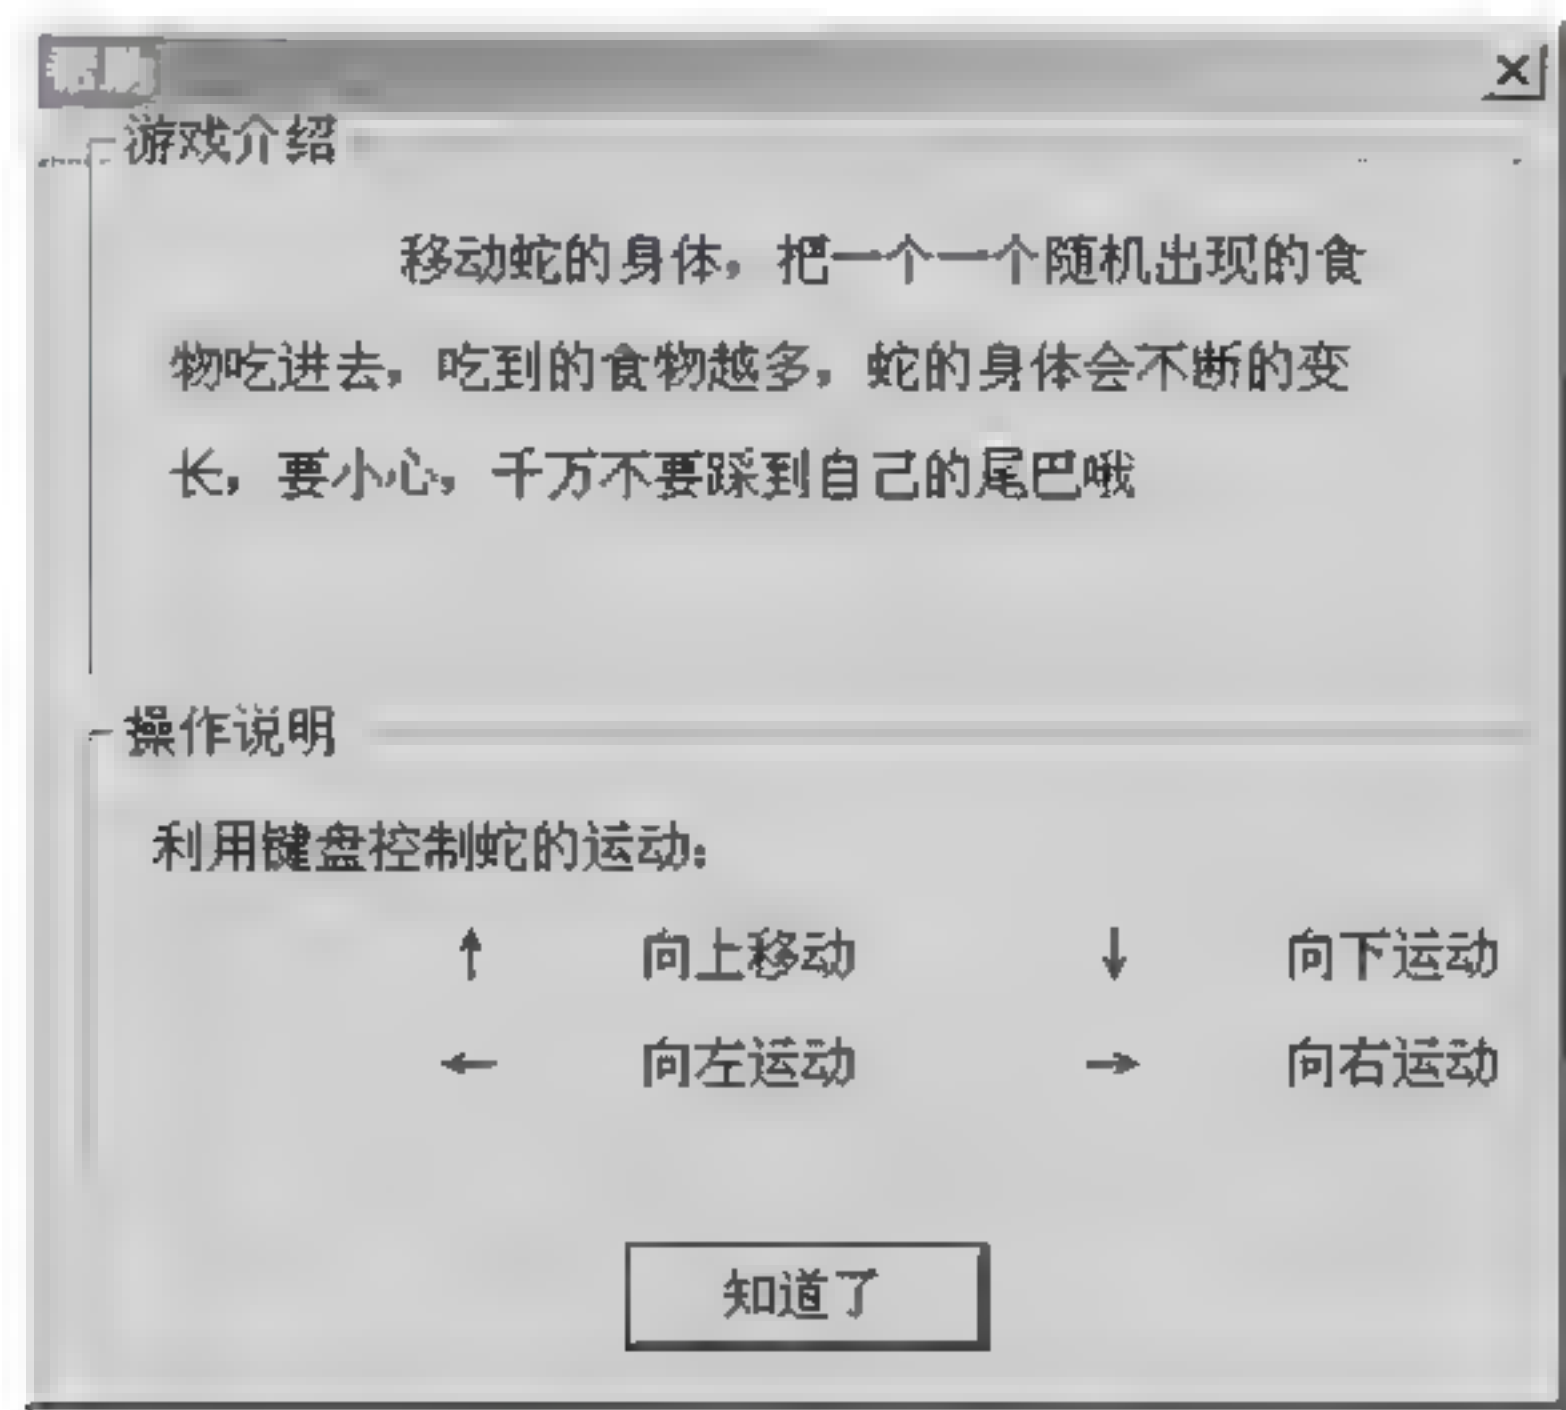 游戏介绍
移动蛇的身体，把一个一个随机出现的食
物吃进去，吃到的食物越多，蛇的身体会不断的变
长，要小心，千万不要踩到自己的尾巴哦
操作说明
利用键盘控制蛇的运动：
↑ 向上移动 ↓ 向下运动
← 向左运动 → 向右运动
知道了